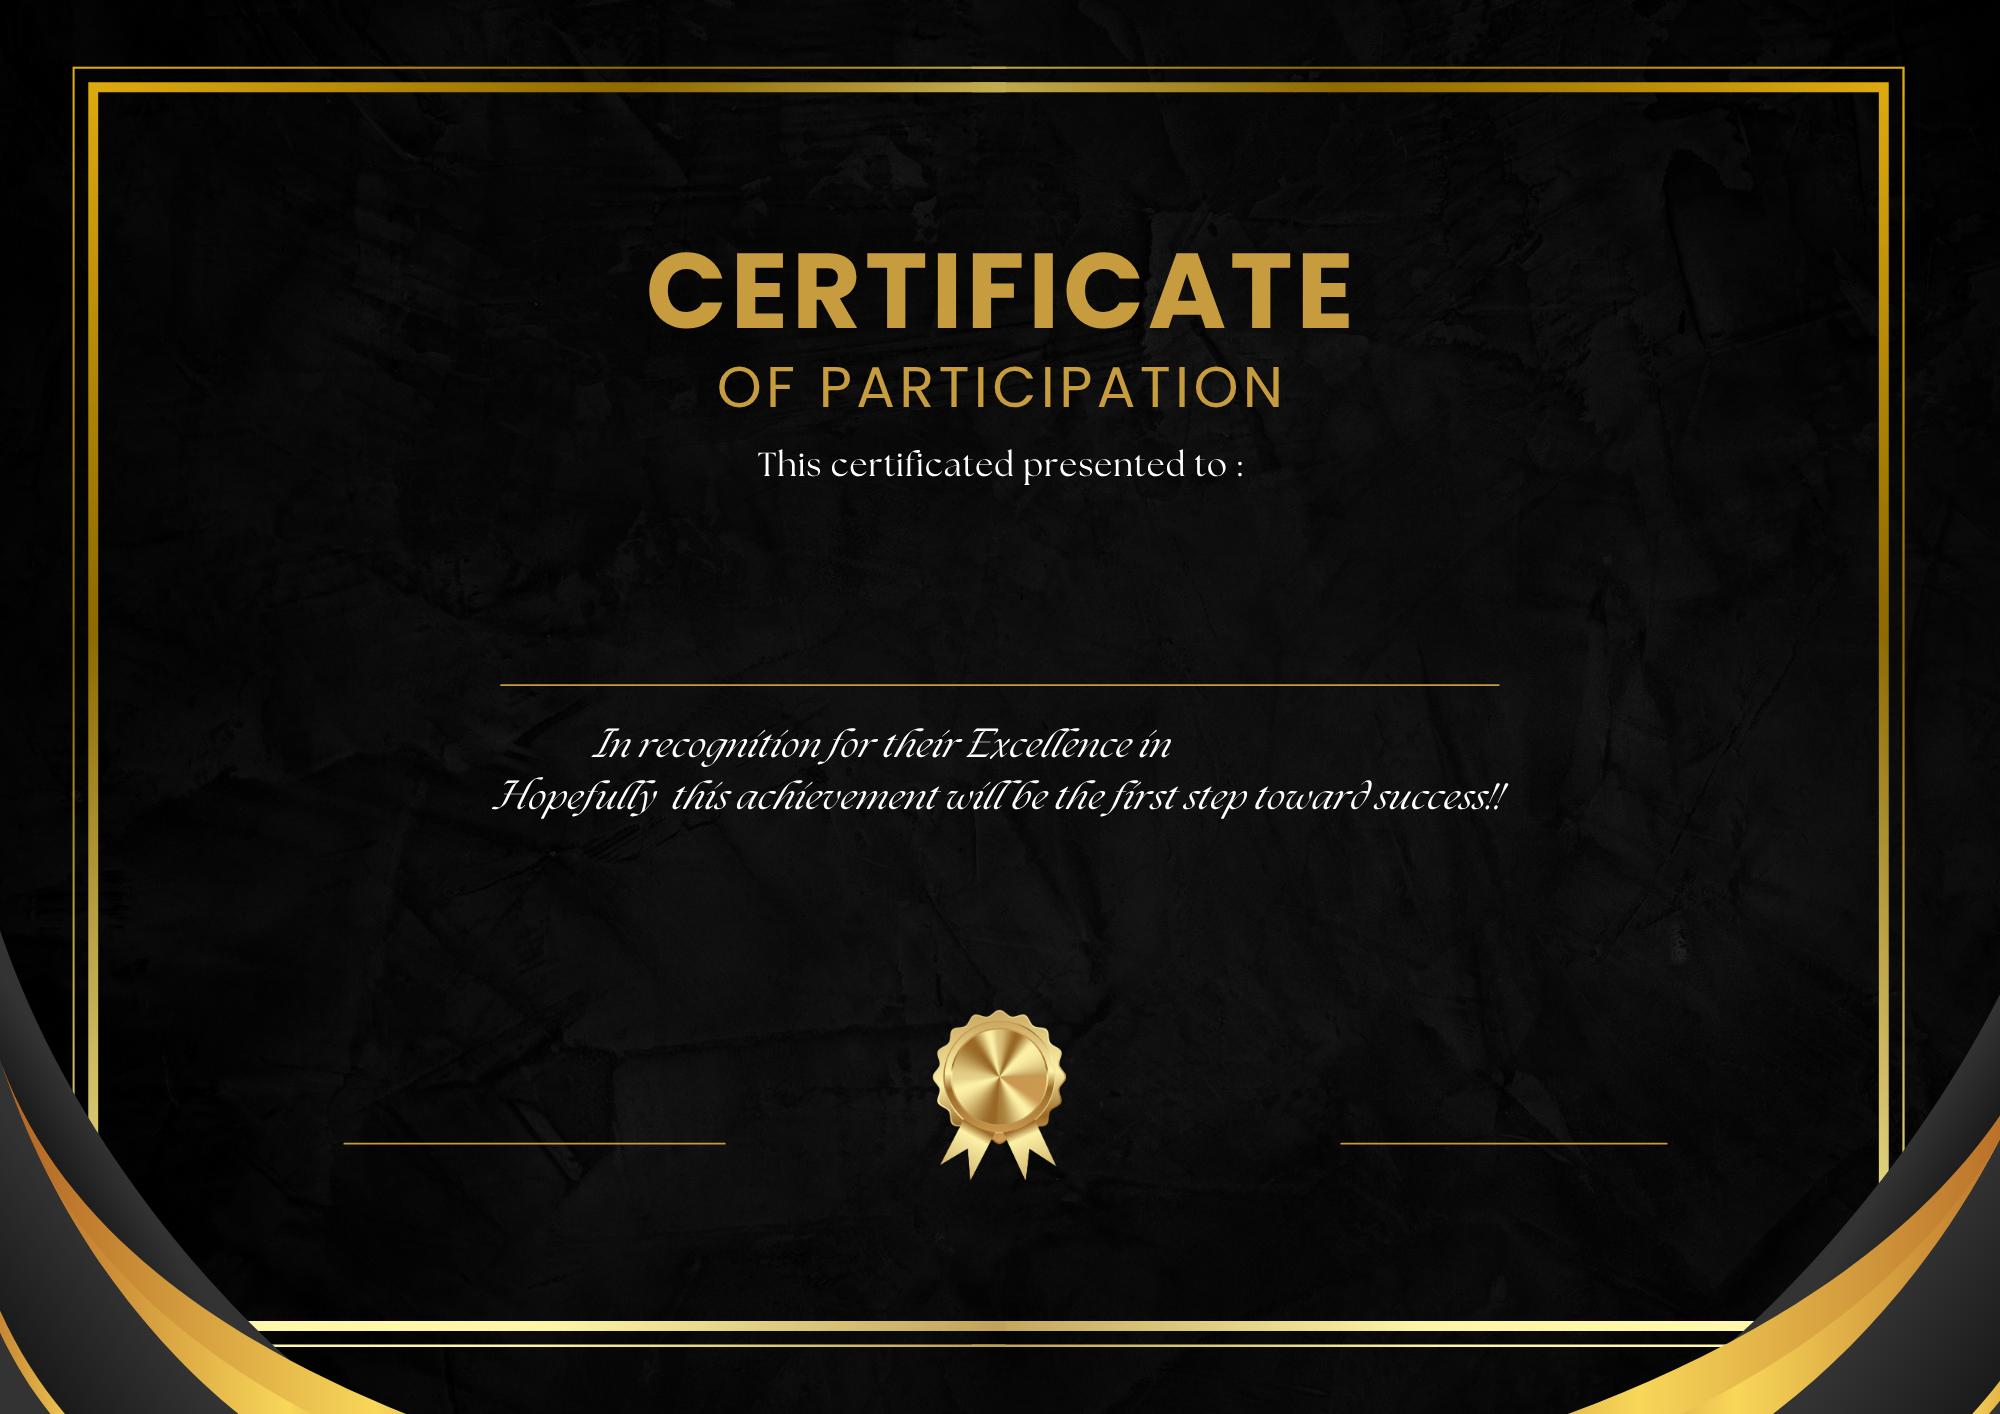 CERTIFICATE
OF PARTICIPATION
This certificated presented to :
In recognition for their Excellence in
Hopefully this achievement will be the first step toward success!!